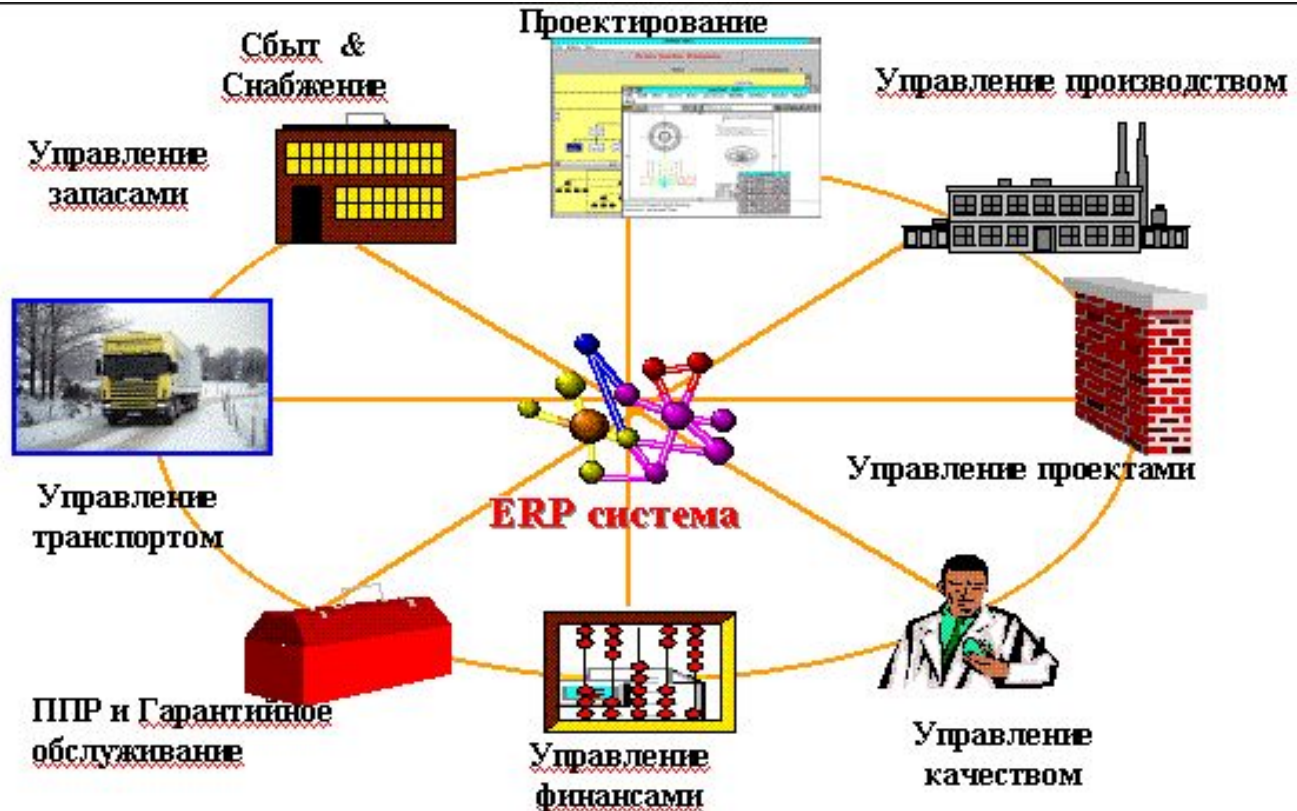 Проектирование
Сбыт &
Снабжение
Управление производством
Управление
запасами
Управление проектами
Управление
транспортом
ERP система
ППР и Гарантийное
обслуживание
Управление
финансами
Управление
качеством